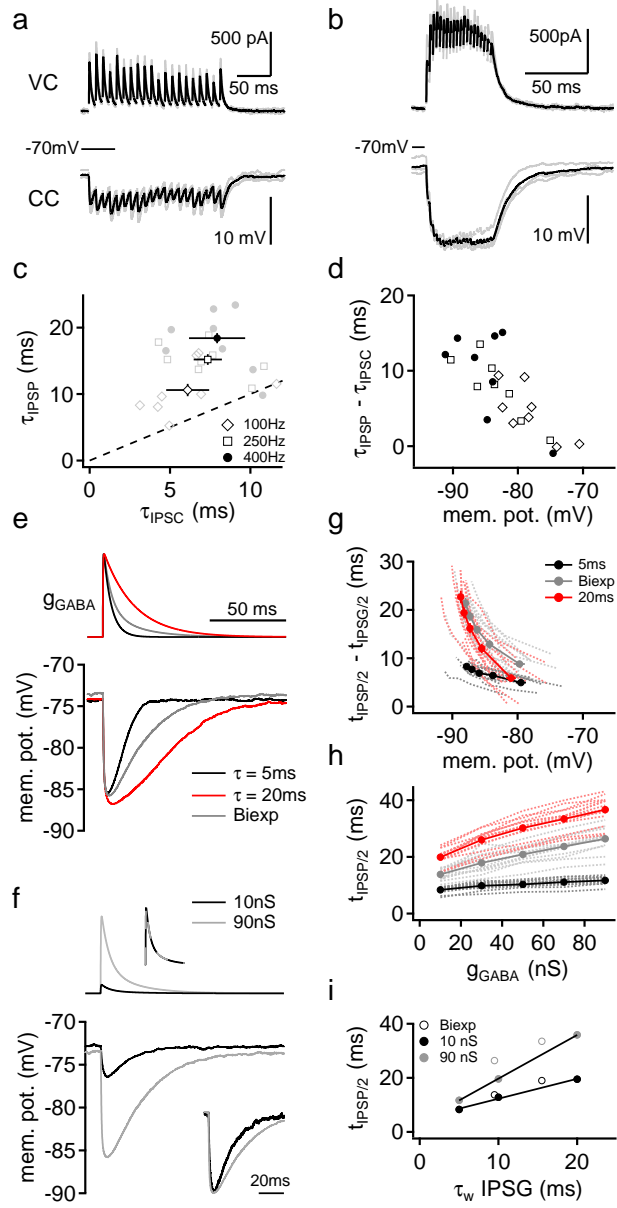 a
b
500 pA
50 ms
VC
500pA
50 ms
-70mV
-70mV
CC
10 mV
10 mV
c
d
τIPSP (ms)
20
10
0
100Hz
250Hz
400Hz
0
5
10
τIPSC (ms)
τIPSP - τIPSC (ms)
20
10
0
-90
-80
-70
mem. pot. (mV)
e
gGABA
50 ms
mem. pot. (mV)
-70
-75
-80
-85
-90
τ = 5ms
τ = 20ms
Biexp
g
tIPSP/2 - tIPSG/2 (ms)
30
20
10
0
5ms
Biexp
20ms
-90
-80
-70
mem. pot. (mV)
h
tIPSP/2 (ms)
40
20
0
0
20
40
60
80
gGABA (nS)
f
10nS
90nS
mem. pot. (mV)
-70
-75
-80
-85
-90
20ms
i
tIPSP/2 (ms)
40
20
0
Biexp
10 nS
90 nS
0
10
20
τw IPSG (ms)